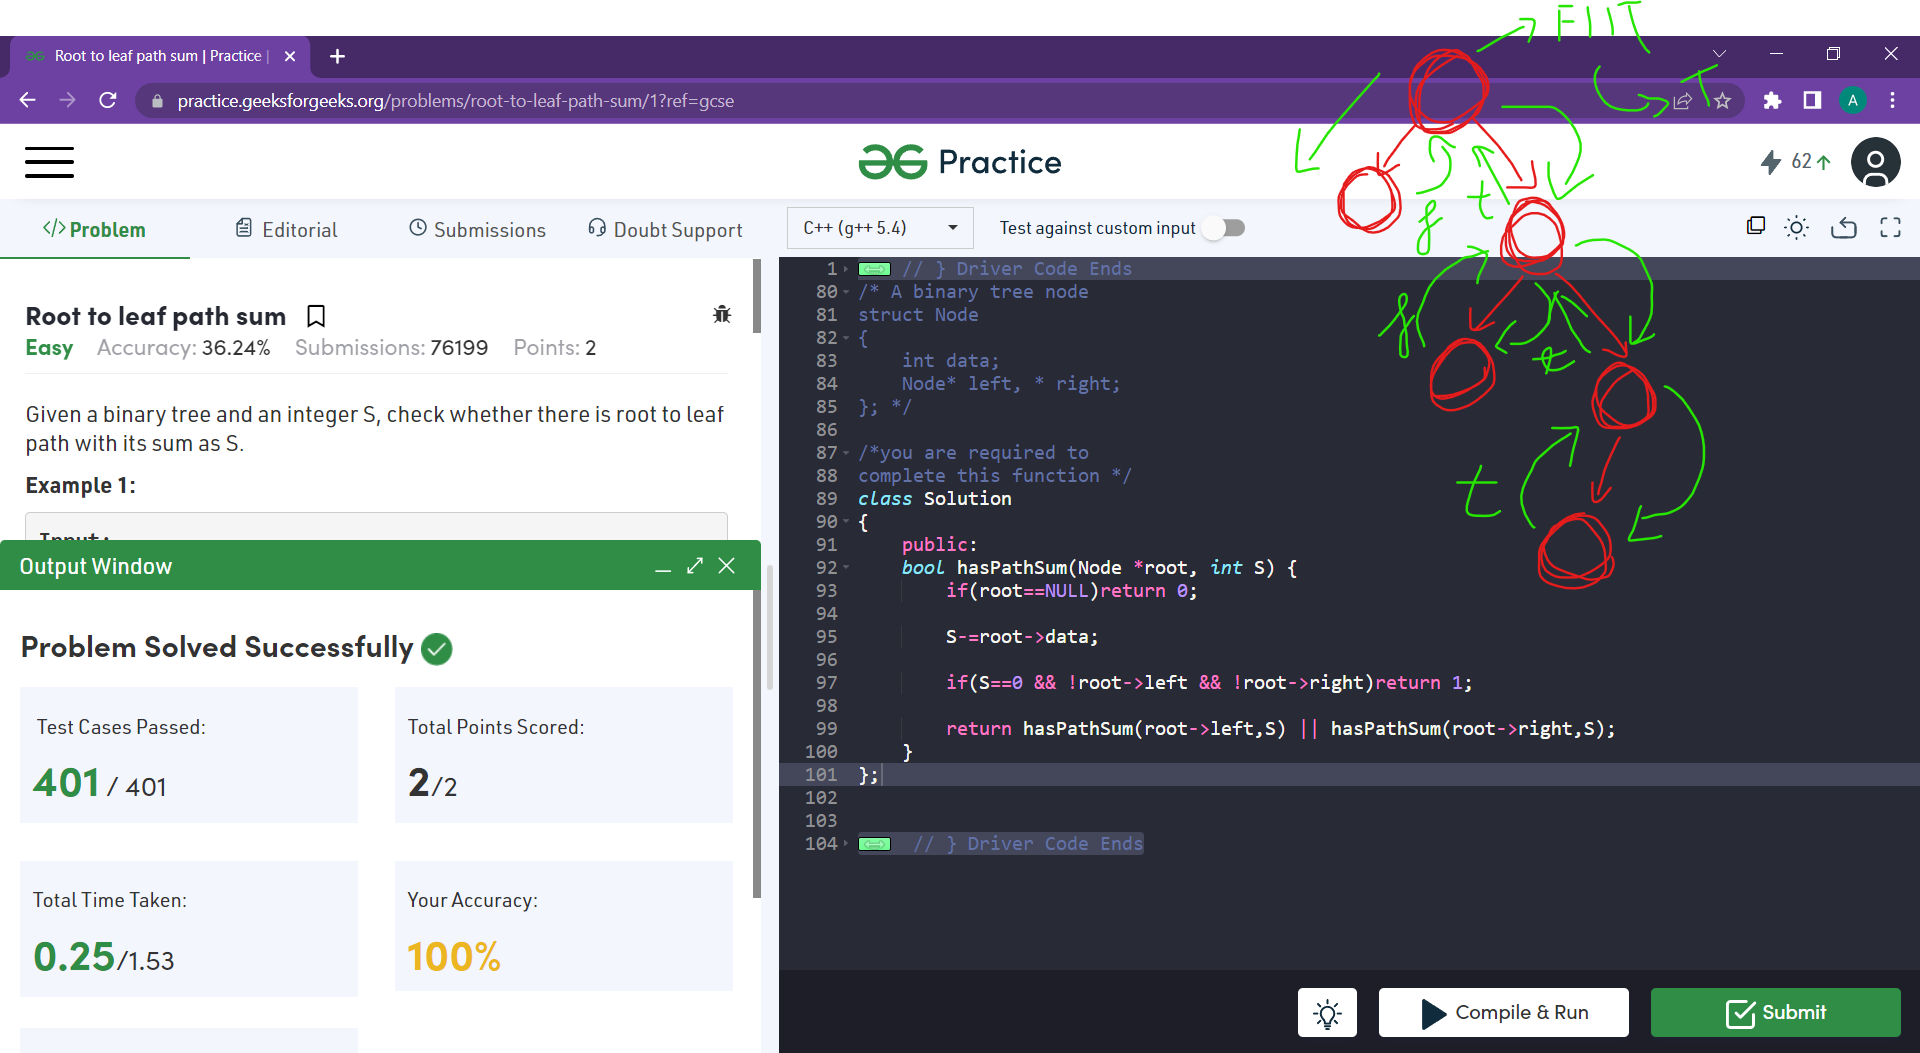 F||T
T
Root to leaf path sum | Practice |
practice.geeksforgeeks.org/problems/root-to-leaf-path-sum/1?ref=gcse
A
Practice
62
</>Problem
Editorial
Submissions
Doubt Support
C++ (g++ 5.4)
Test against custom input
f
t
f
t
t
Root to leaf path sum
Easy Accuracy: 36.24% Submissions: 76199 Points: 2
Given a binary tree and an integer S, check whether there is root to leaf
path with its sum as S.
Example 1:
Input:
Output Window
Problem Solved Successfully
Test Cases Passed:
401 / 401
Total Points Scored:
2/2
Total Time Taken:
0.25/1.53
Your Accuracy:
100%
1 // } Driver Code Ends
80 /* A binary tree node
81 struct Node
82 {
83 int data;
84 Node* left, * right;
85 }; */
86
87 /*you are required to
88 complete this function */
89 class Solution
90 {
91 public:
92 bool hasPathSum(Node *root, int S) {
93 if(root==NULL)return 0;
94
95 S-=root->data;
96
97 if(S==0 && !root->left && !root->right)return 1;
98
99 return hasPathSum(root->left,S) || hasPathSum(root->right,S);
100 }
101 };
102
103
104 // } Driver Code Ends
Compile & Run
Submit